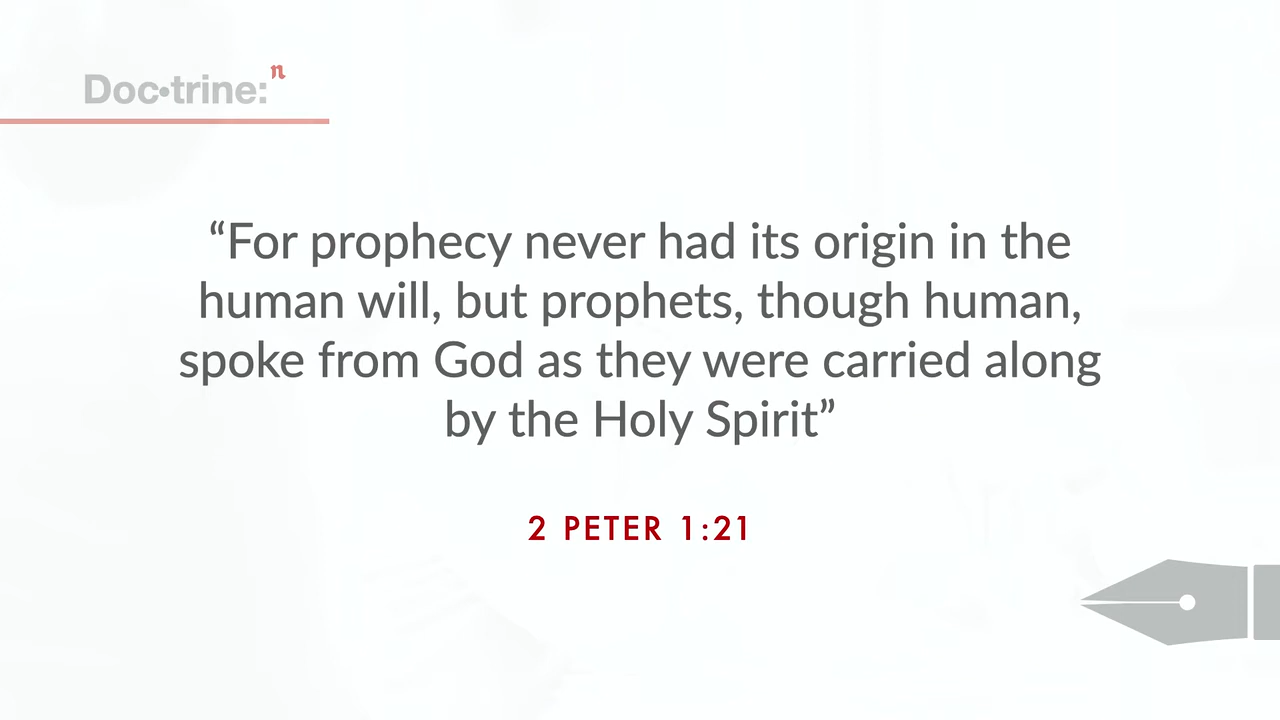 Doc•trine:n
“For prophecy never had its origin in the
human will, but prophets, though human,
spoke from God as they were carried along
by the Holy Spirit”
2 PETER 1:21